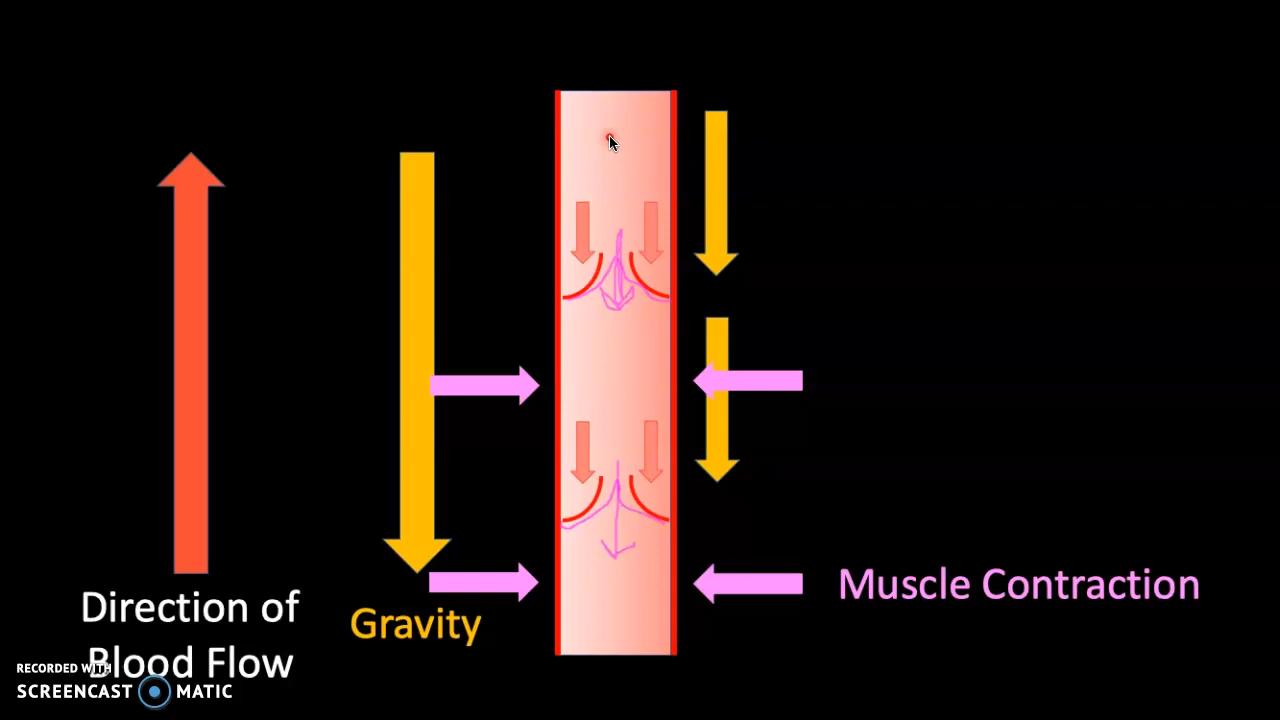 Direction of
Blood Flow
Gravity
Muscle Contraction
RECORDED WITH
SCREENCAST MATIC